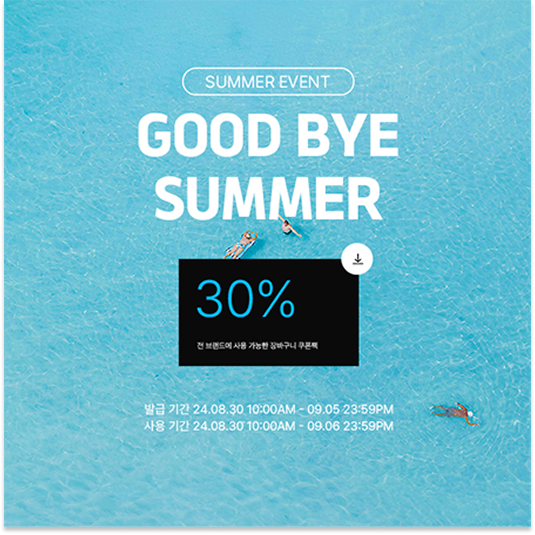 SUMMER EVENT
GOOD BYE
SUMMER
30%
전 브랜드에 사용 가능한 장바구니 쿠폰팩
발급 기간 24.08.30 10:00AM - 09.05 23:59PM
사용 기간 24.08.30 10:00AM - 09.06 23:59PM